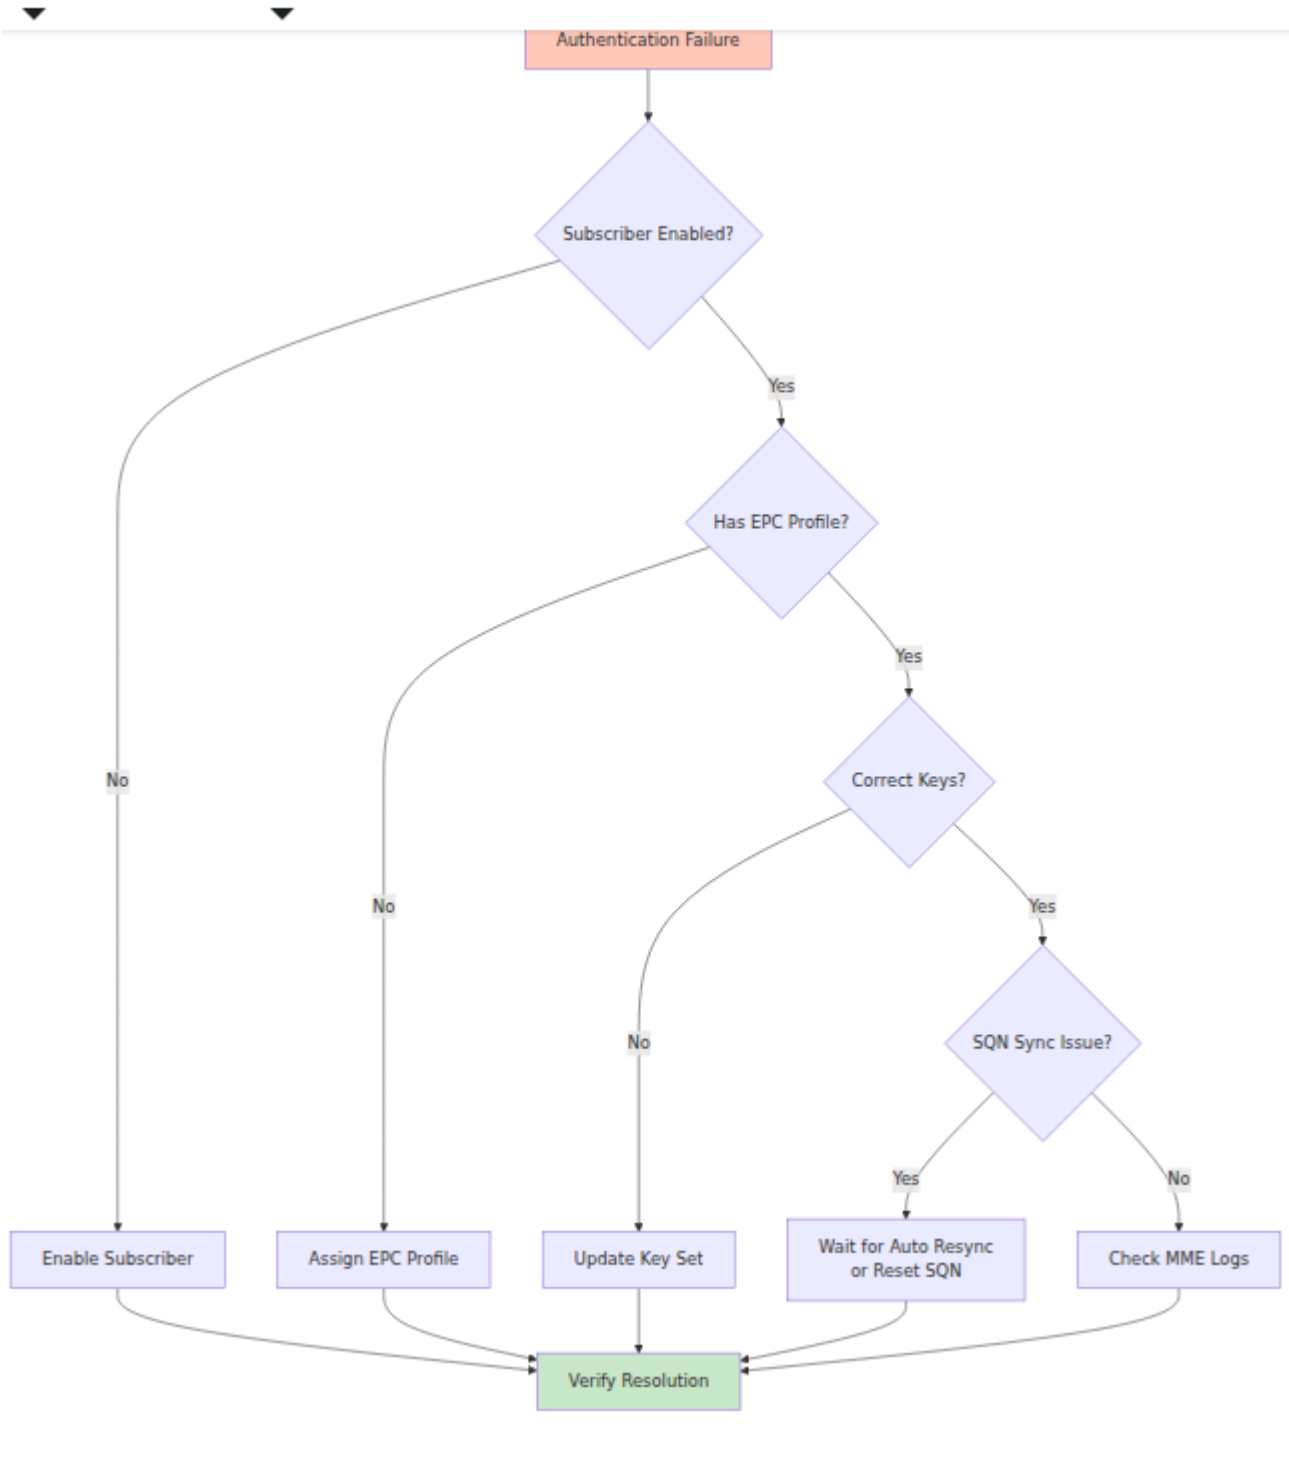 Authentication Failure
Subscriber Enabled?
Yes
Has EPC Profile?
Yes
Correct Keys?
No
No
Yes
No
SQN Sync Issue?
Yes
No
Enable Subscriber
Assign EPC Profile
Update Key Set
Wait for Auto Resync
or Reset SQN
Check MME Logs
Verify Resolution